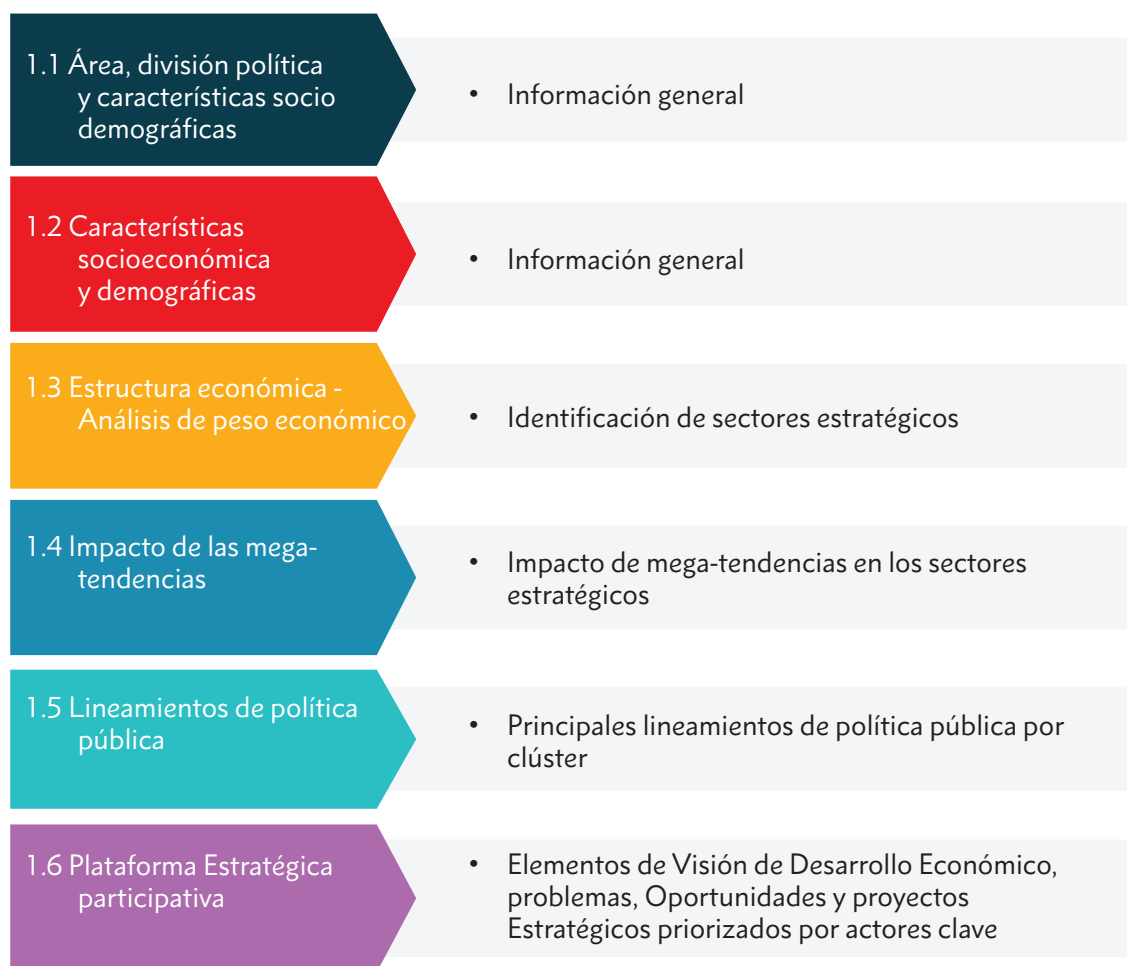 1.1 Área, división política
y características socio
demográficas
• Información general
1.2 Características
socioeconómica
y demográficas
• Información general
1.3 Estructura económica -
Análisis de peso económico
• Identificación de sectores estratégicos
1.4 Impacto de las mega-
tendencias
• Impacto de mega-tendencias en los sectores
estratégicos
1.5 Lineamientos de política
pública
• Principales lineamientos de política pública por
clúster
1.6 Plataforma Estratégica
participativa
• Elementos de Visión de Desarrollo Económico,
problemas, Oportunidades y proyectos
Estratégicos priorizados por actores clave